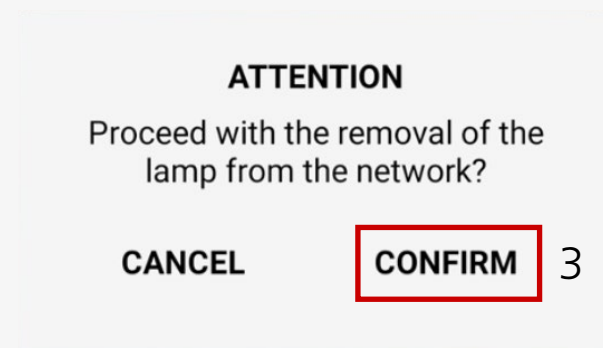 ATTENTION
Proceed with the removal of the
lamp from the network?
CANCEL CONFIRM 3